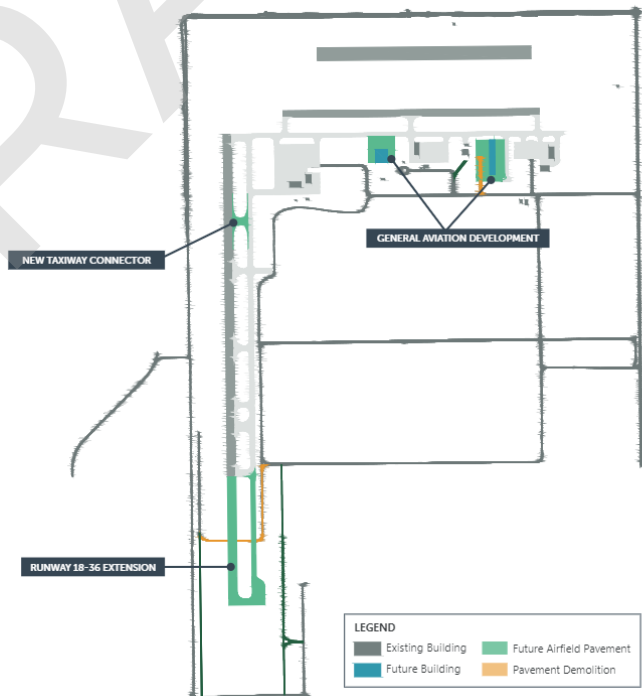 RA
GENERAL AVIATION DEVELOPMENT
NEW TAXIWAY CONNECTOR
RUNWAY 18-36 EXTENSION
LEGEND
Existing Building
Future Airfield Pavement
Future Building
Pavement Demolition